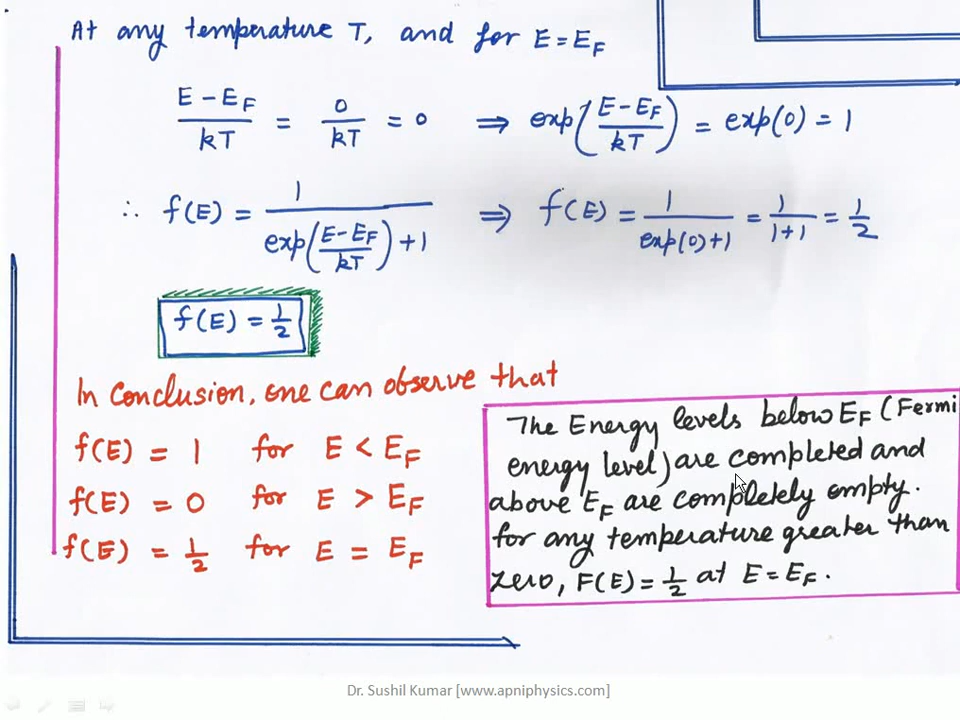 At any temperature T, and for E = E_F
(E - E_F)/kT = 0/kT = 0 ⇒ exp((E - E_F)/kT) = exp(0) = 1
∴ f(E) = 1/(exp((E - E_F)/kT) + 1) ⇒ f(E) = 1/(exp(0) + 1) = 1/(1+1) = 1/2
f(E) = 1/2
In Conclusion, one can observe that
f(E) = 1 for E < E_F
f(E) = 0 for E > E_F
f(E) = 1/2 for E = E_F
The Energy levels below E_F (Fermi
energy level) are completed and
above E_F are completely empty.
for any temperature greater than
zero, F(E) = 1/2 at E = E_F.
Dr. Sushil Kumar [www.apniphysics.com]